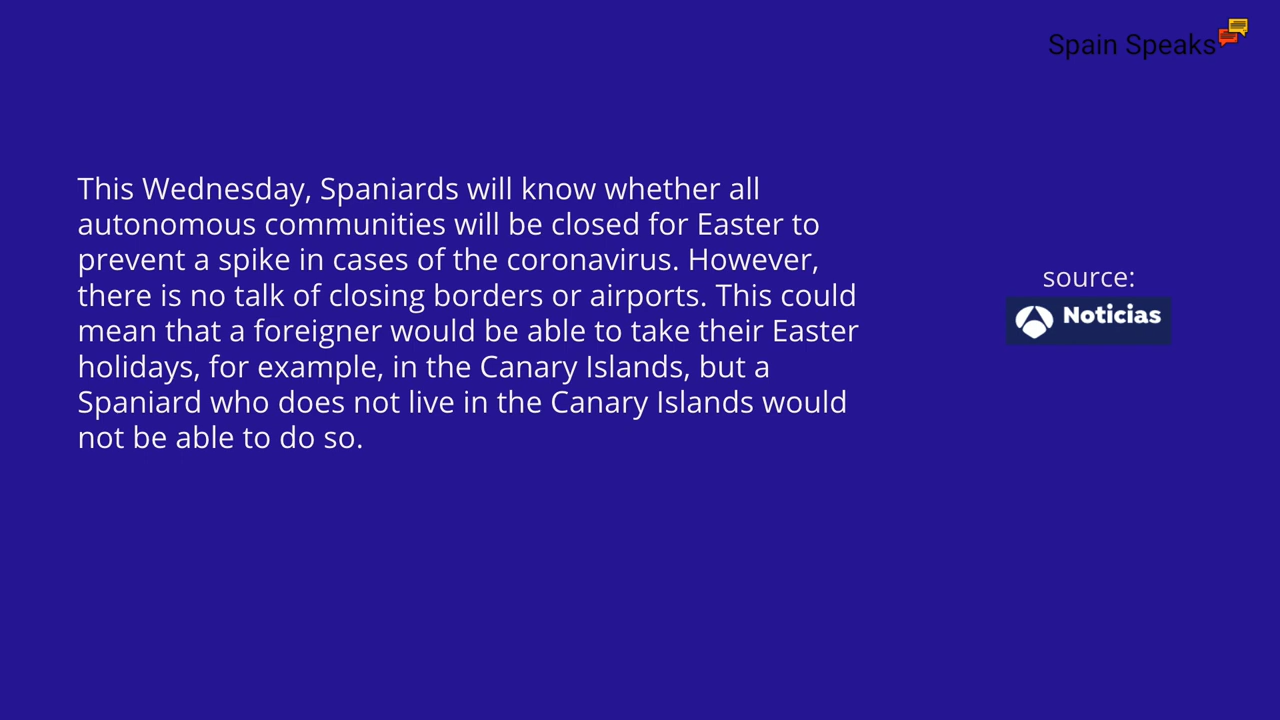 Spain Speaks
This Wednesday, Spaniards will know whether all
autonomous communities will be closed for Easter to
prevent a spike in cases of the coronavirus. However,
there is no talk of closing borders or airports. This could
mean that a foreigner would be able to take their Easter
holidays, for example, in the Canary Islands, but a
Spaniard who does not live in the Canary Islands would
not be able to do so.
source:
Noticias